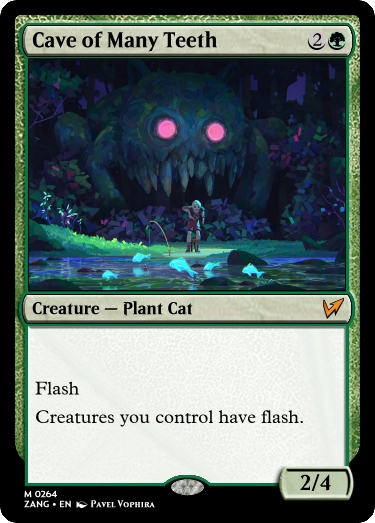 Cave of Many Teeth 2
Creature — Plant Cat
Flash
Creatures you control have flash.
2/4
M 0264
ZANG • EN Pavel Vophira